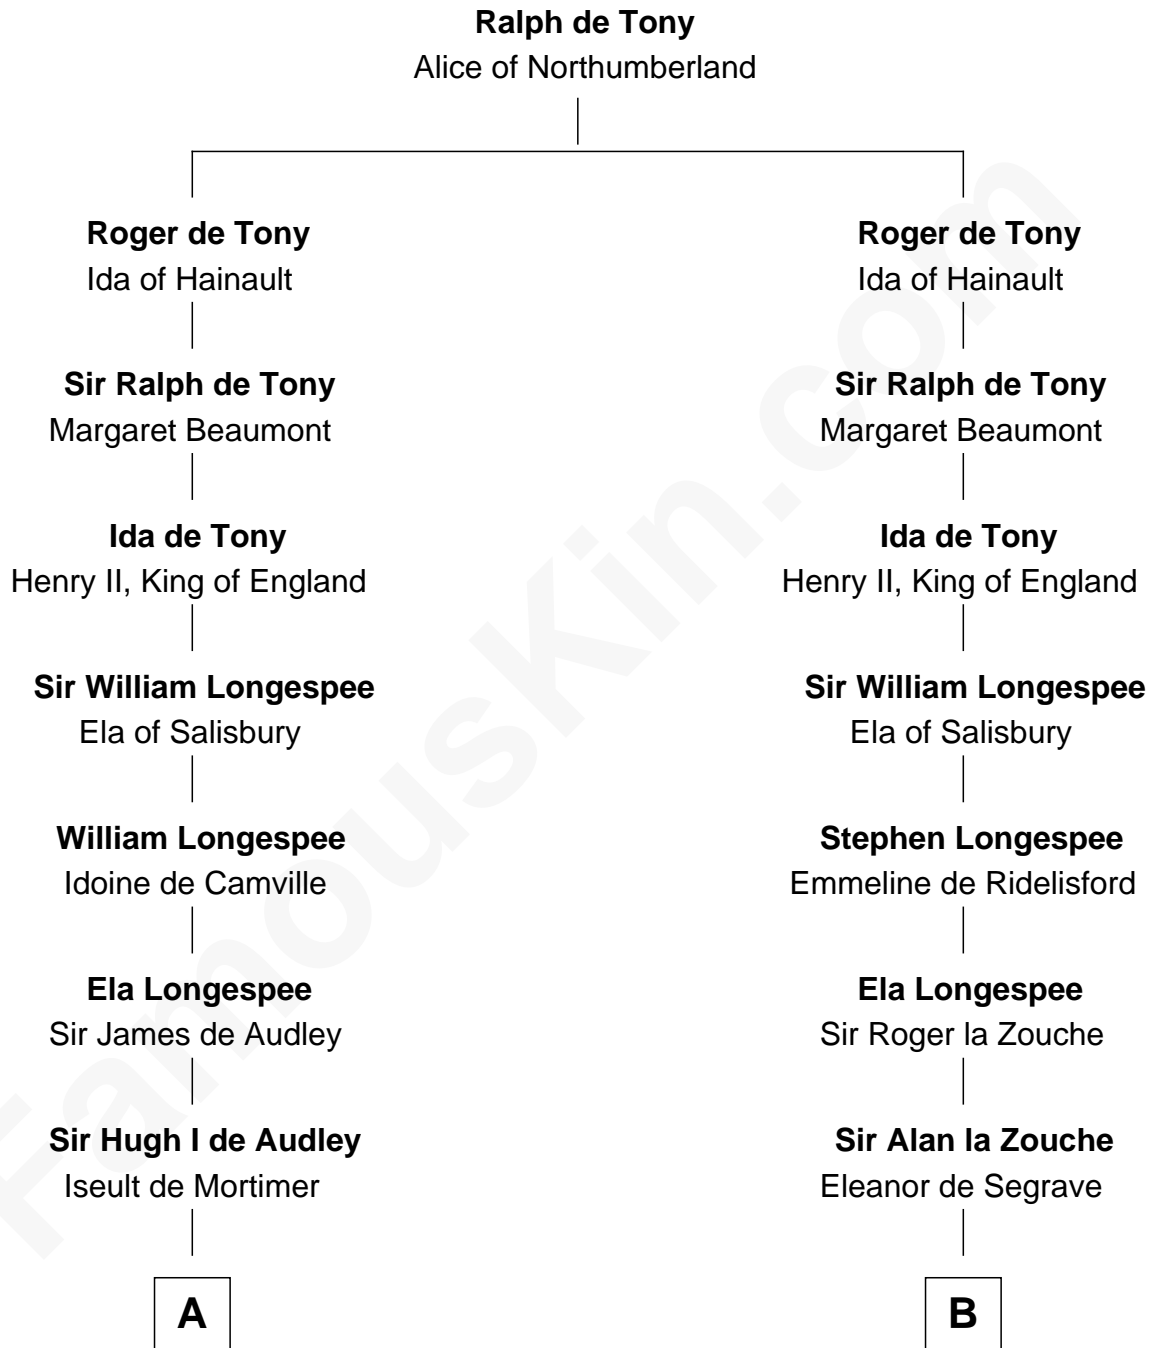 Ralph de Tony
Alice of Northumberland
Roger de Tony
Ida of Hainault
Sir Ralph de Tony
Margaret Beaumont
Ida de Tony
Henry II, King of England
Sir William Longespee
Ela of Salisbury
William Longespee
Idoine de Camville
Ela Longespee
Sir James de Audley
Sir Hugh I de Audley
Iseult de Mortimer
A
Roger de Tony
Ida of Hainault
Sir Ralph de Tony
Margaret Beaumont
Ida de Tony
Henry II, King of England
Sir William Longespee
Ela of Salisbury
Stephen Longespee
Emmeline de Ridelisford
Ela Longespee
Sir Roger la Zouche
Sir Alan la Zouche
Eleanor de Segrave
B
FamousKin.com